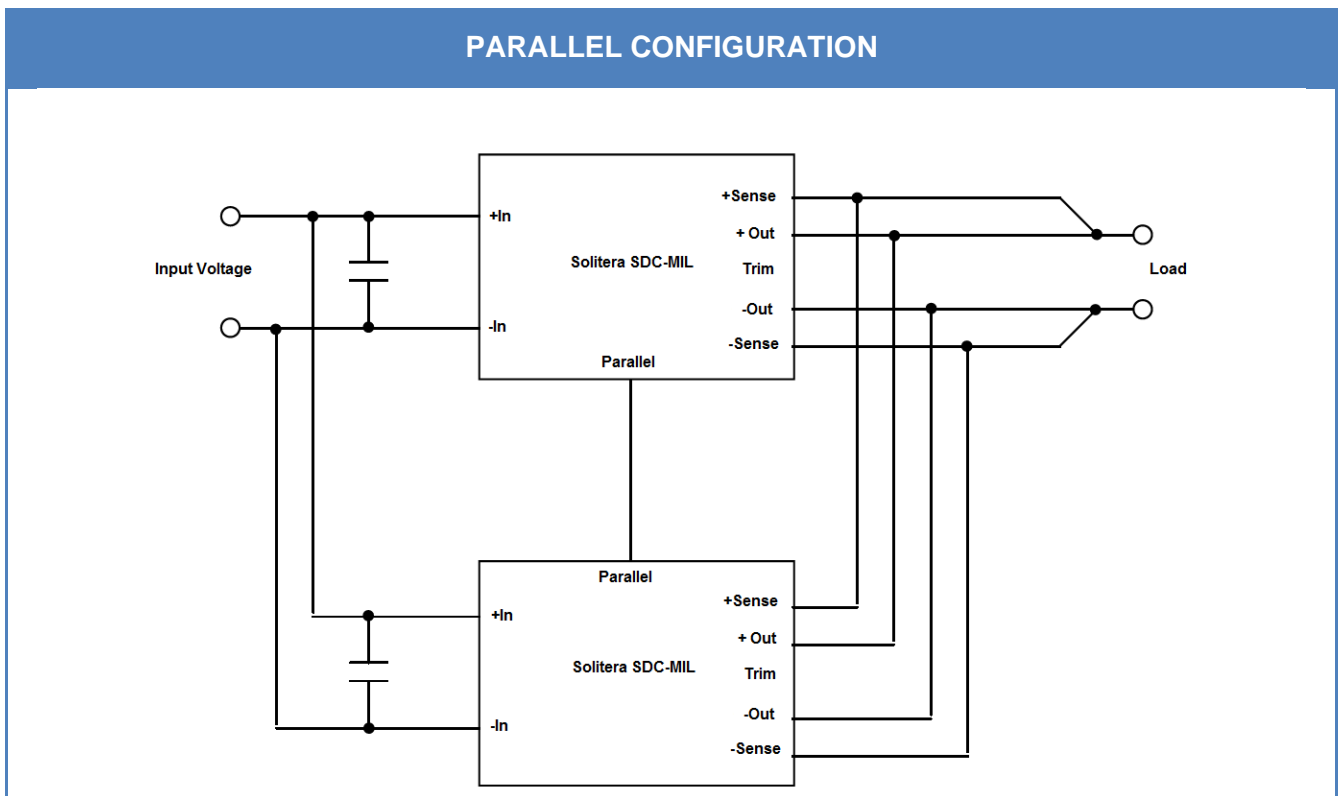 PARALLEL CONFIGURATION
+Sense
+In
+ Out
Input Voltage
Solitera SDC-MIL
Trim
Load
-Out
-In
-Sense
Parallel
Parallel
+Sense
+In
+ Out
Solitera SDC-MIL
Trim
-Out
-In
-Sense